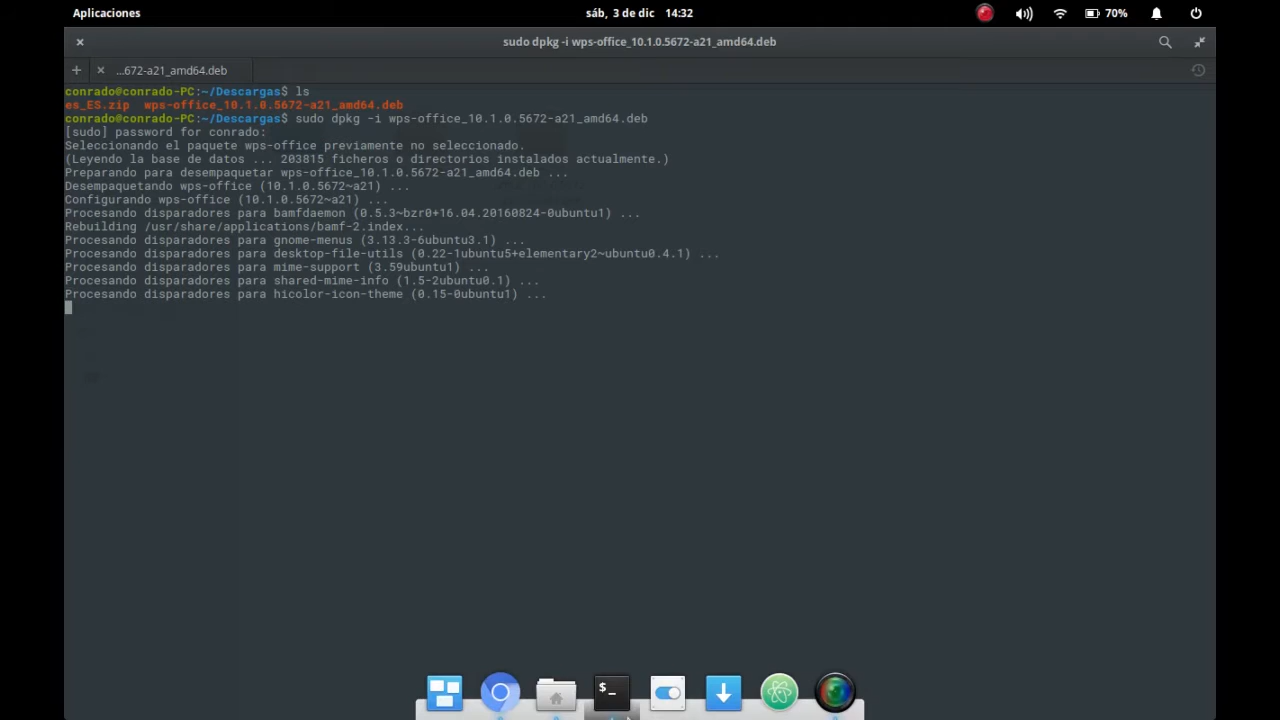 Aplicaciones
sáb, 3 de dic 14:32
70%
sudo dpkg -i wps-office_10.1.0.5672-a21_amd64.deb
...672-a21_amd64.deb
conrado@conrado-PC:~/Descargas$ ls
es_ES.zip  wps-office_10.1.0.5672-a21_amd64.deb
conrado@conrado-PC:~/Descargas$ sudo dpkg -i wps-office_10.1.0.5672-a21_amd64.deb
[sudo] password for conrado:
Seleccionando el paquete wps-office previamente no seleccionado.
(Leyendo la base de datos ... 203815 ficheros o directorios instalados actualmente.)
Preparando para desempaquetar wps-office_10.1.0.5672-a21_amd64.deb ...
Desempaquetando wps-office (10.1.0.5672~a21) ...
Configurando wps-office (10.1.0.5672~a21) ...
Procesando disparadores para bamfdaemon (0.5.3~bzr0+16.04.20160824-0ubuntu1) ...
Rebuilding /usr/share/applications/bamf-2.index...
Procesando disparadores para gnome-menus (3.13.3-6ubuntu3.1) ...
Procesando disparadores para desktop-file-utils (0.22-1ubuntu5+elementary2~ubuntu0.4.1) ...
Procesando disparadores para mime-support (3.59ubuntu1) ...
Procesando disparadores para shared-mime-info (1.5-2ubuntu0.1) ...
Procesando disparadores para hicolor-icon-theme (0.15-0ubuntu1) ...
$_